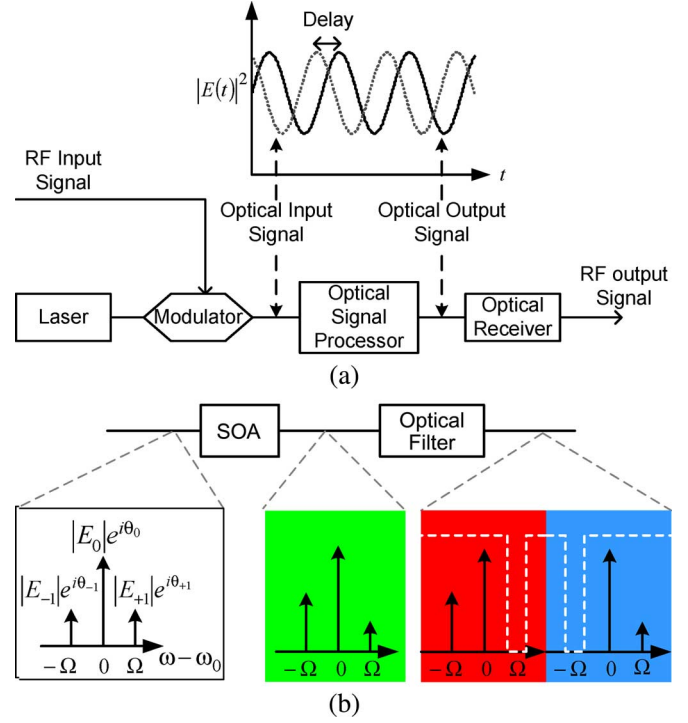 Delay
|E(t)|²
t
RF Input
Signal
Optical Input
Signal
Optical Output
Signal
RF output
Signal
Laser
Modulator
Optical
Signal
Processor
Optical
Receiver
(a)
SOA
Optical
Filter
|E₀|e^{iθ₀}
|E₋₁|e^{iθ₋₁} |E₊₁|e^{iθ₊₁}
-Ω 0 Ω ω-ω₀
-Ω 0 Ω
-Ω 0 Ω
-Ω 0 Ω
(b)